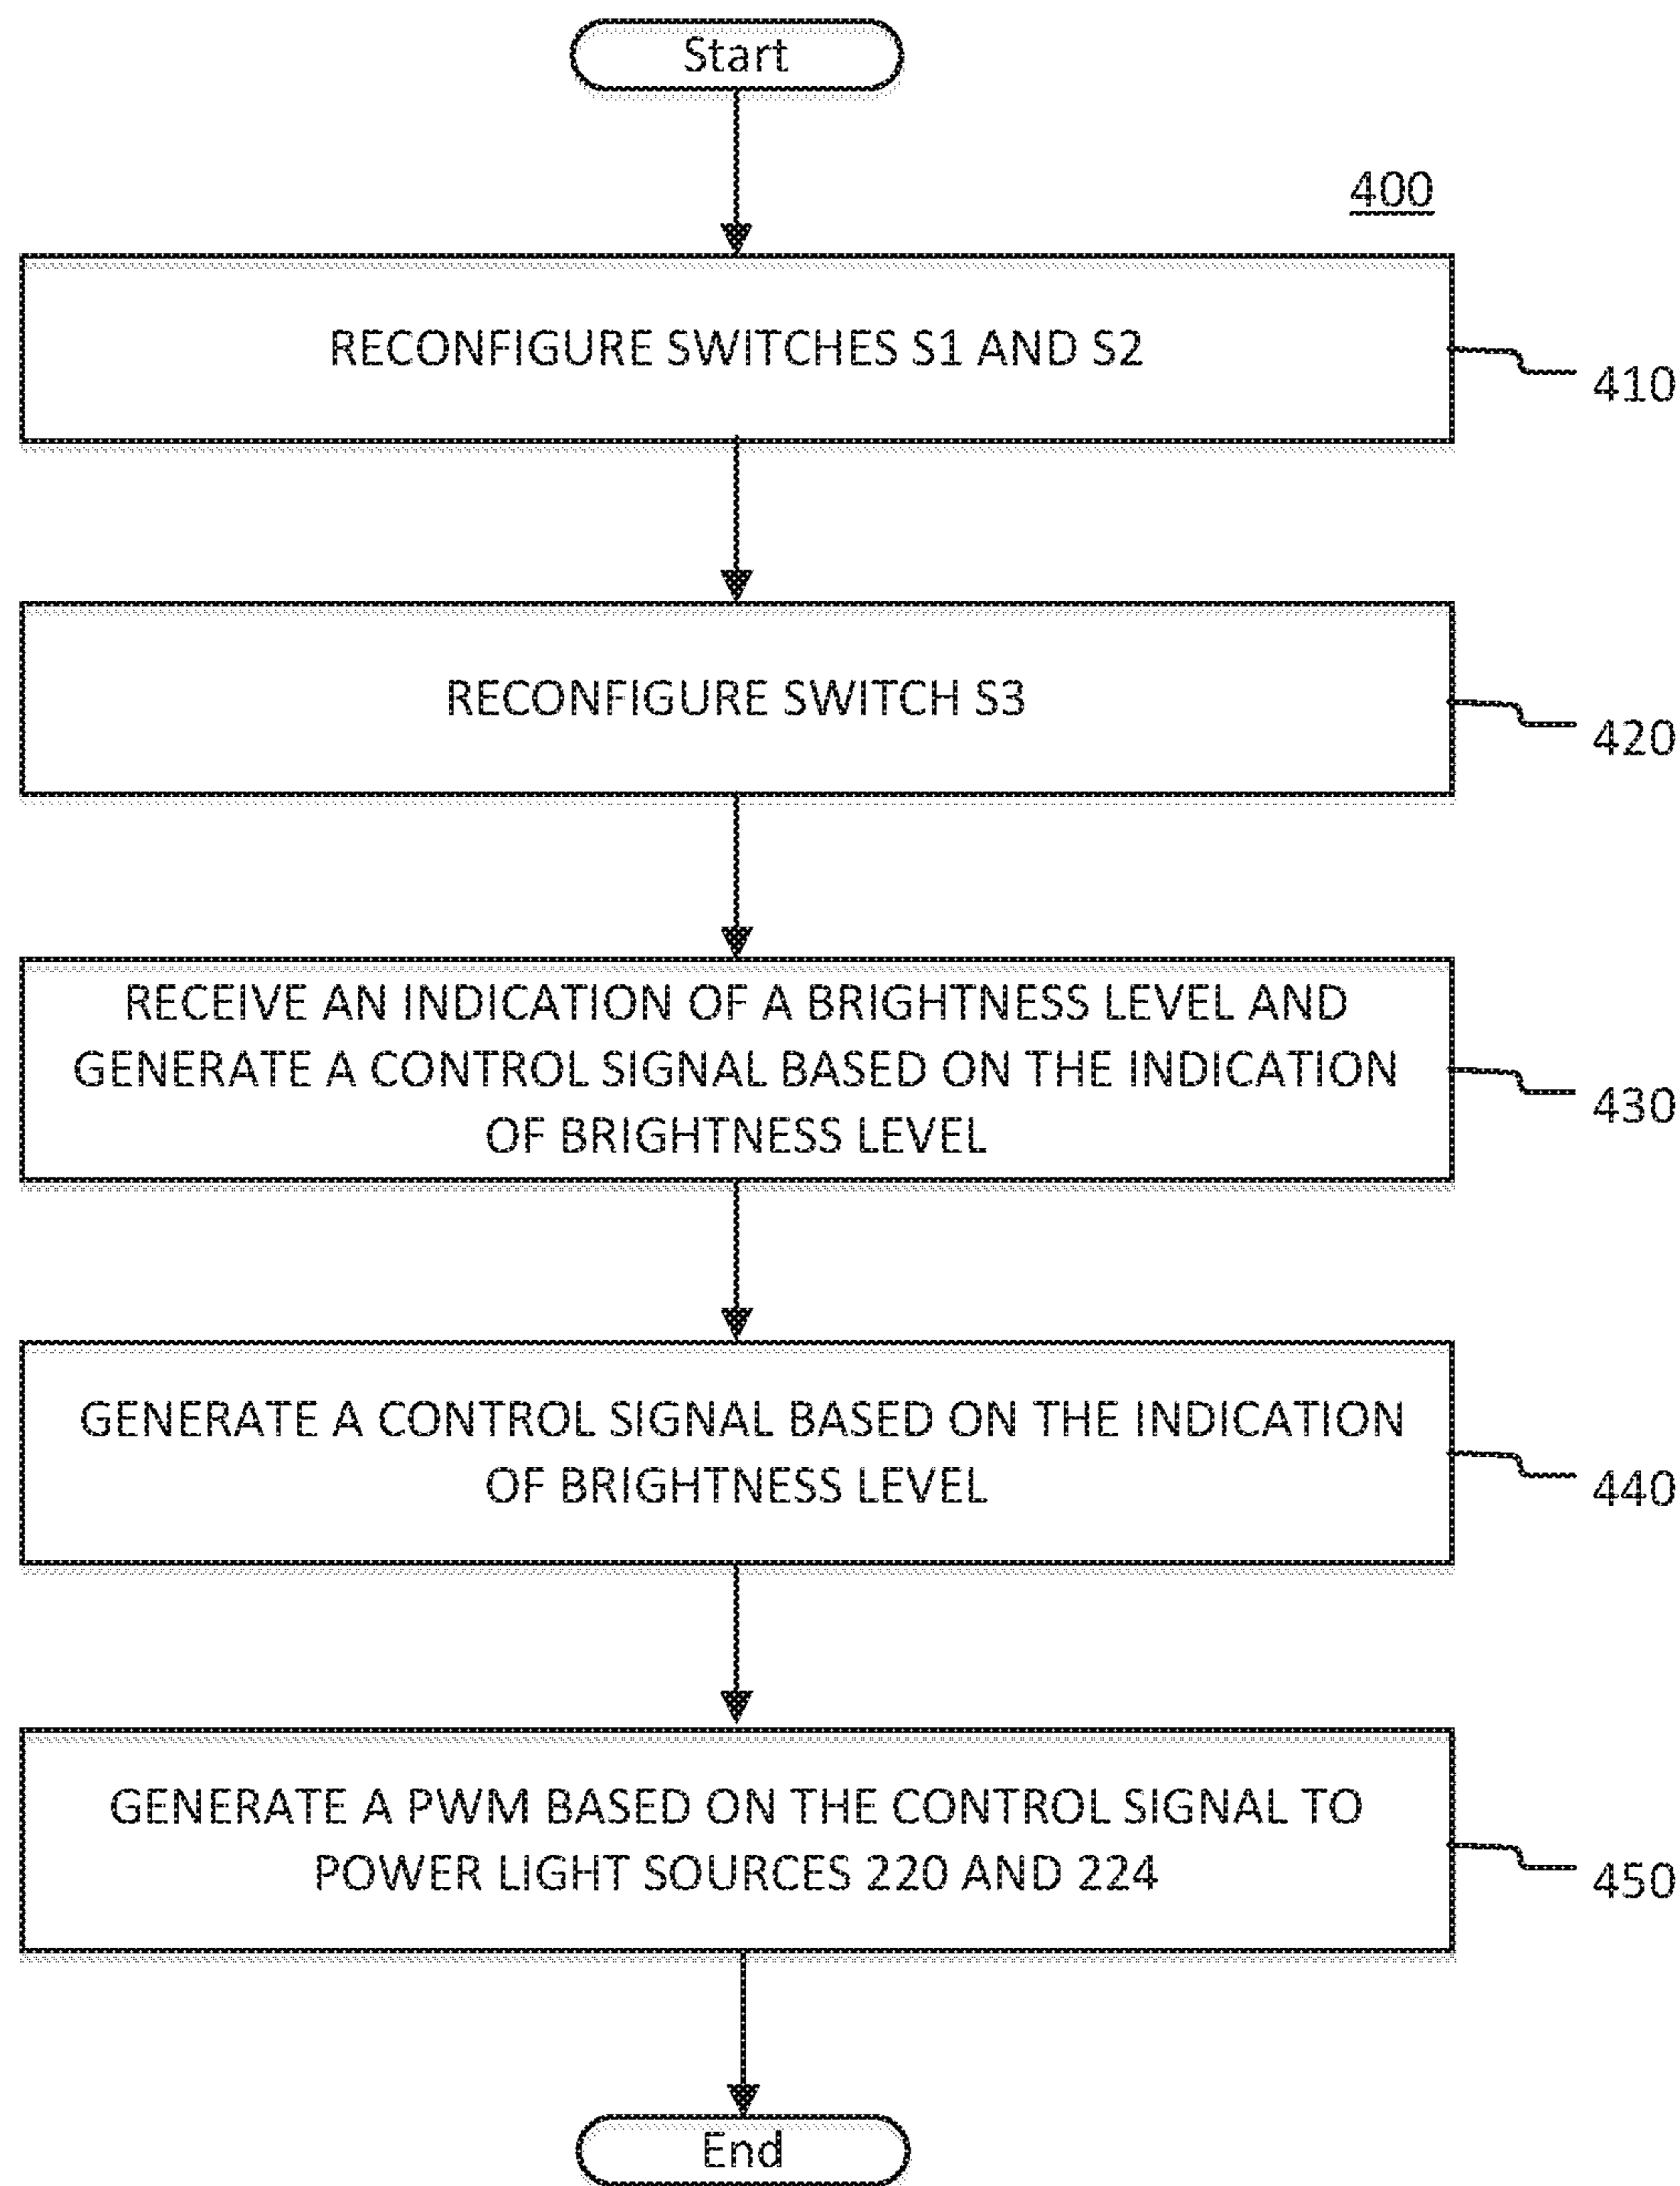 Start
400
RECONFIGURE SWITCHES S1 AND S2
410
RECONFIGURE SWITCH S3
420
RECEIVE AN INDICATION OF A BRIGHTNESS LEVEL AND
GENERATE A CONTROL SIGNAL BASED ON THE INDICATION
OF BRIGHTNESS LEVEL
430
GENERATE A CONTROL SIGNAL BASED ON THE INDICATION
OF BRIGHTNESS LEVEL
440
GENERATE A PWM BASED ON THE CONTROL SIGNAL TO
POWER LIGHT SOURCES 220 AND 224
450
End